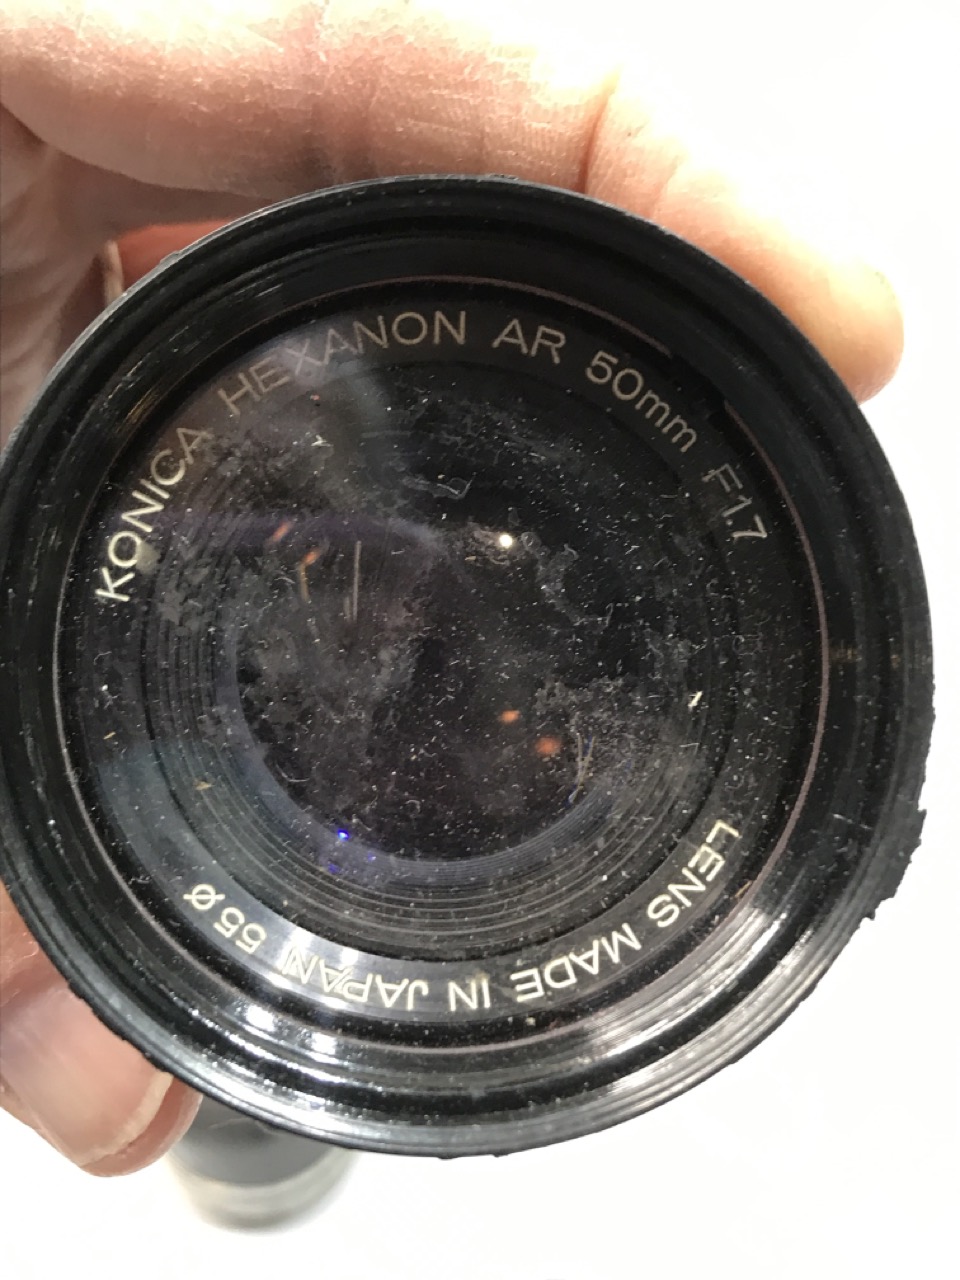 KONICA HEXANON AR 50mm F1.7
LENS MADE IN JAPAN 55ø